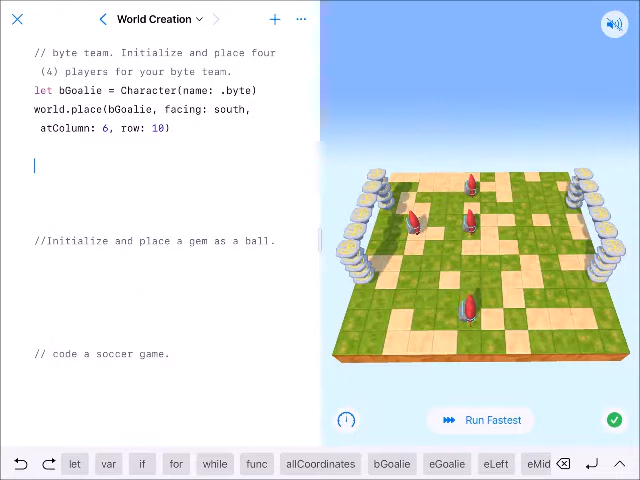 World Creation
// byte team. Initialize and place four
(4) players for your byte team.
let bGoalie = Character(name: .byte)
world.place(bGoalie, facing: south,
atColumn: 6, row: 10)
//Initialize and place a gem as a ball.
// code a soccer game.
Run Fastest
let var if for while func allCoordinates bGoalie eGoalie eLeft eMid